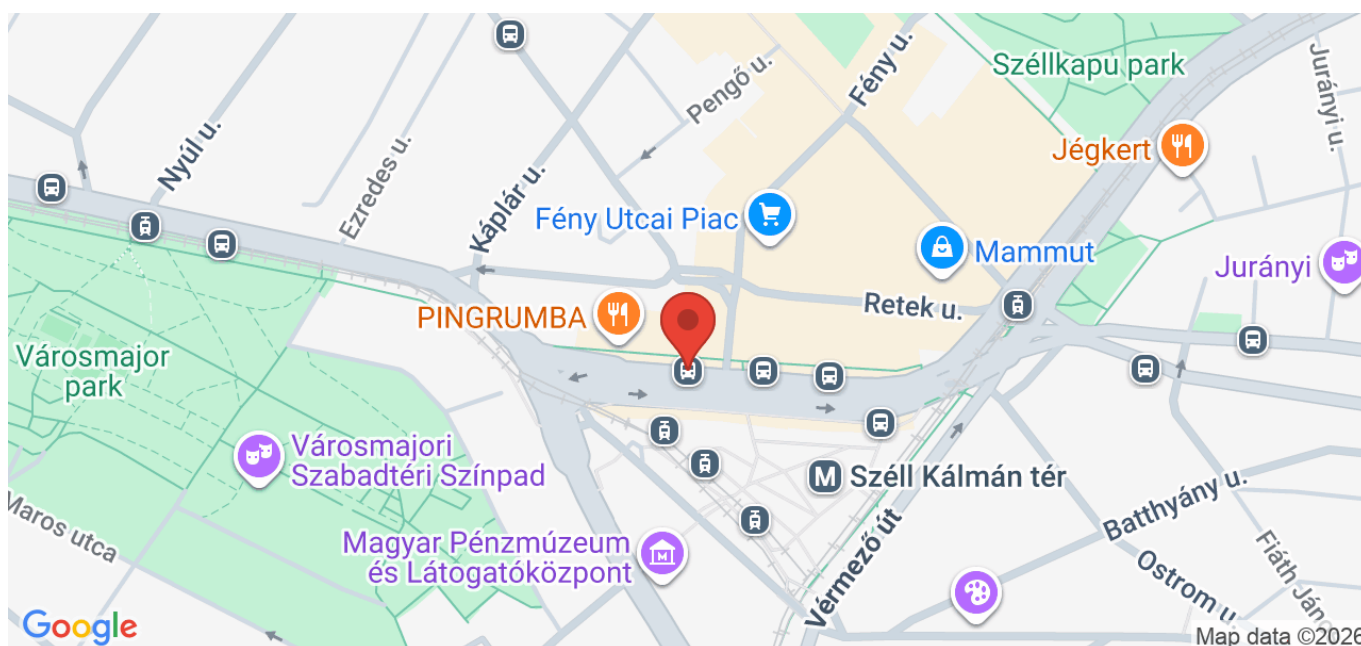 Fény u.
Széllkapu park
Jurányi u.
Pengő u.
Nyúl u.
Ezredes u.
Káplár u.
Jégkert
Fény Utcai Piac
Mammut
Jurányi
Retek u.
PINGRUMBA
Városmajor
park
Városmajori
Szabadtéri Színpad
M
Széll Kálmán tér
Maros utca
Magyar Pénzmúzeum
és Látogatóközpont
M
Vérmező út
Batthyány u.
Ostrom u.
Fiáth Jáno
Google
Map data ©2026